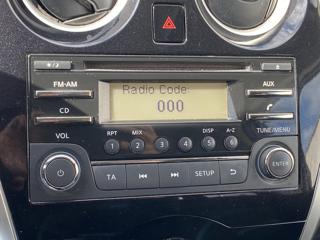 Radio Code:
000
FM-AM
AUX
CD
VOL
RPT MIX DISP A-Z
1 2 3 4 5 6
TUNE/MENU
ENTER
TA SETUP